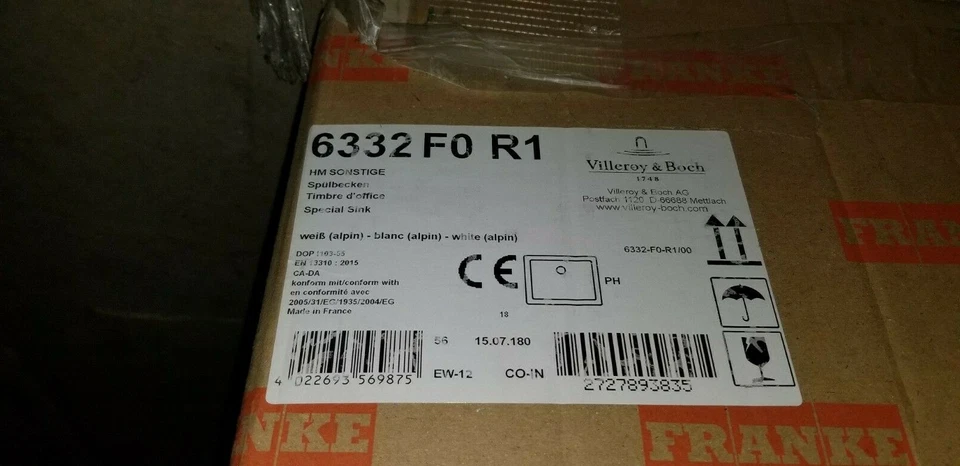 NKE
FRANKE
6332 F0 R1
HM SONSTIGE
Spülbecken
Timbre d'office
Special Sink
Villeroy & Boch
1748
Villeroy & Boch AG
Postfach 1120, D-66688 Mettlach
www.villeroy-boch.com
weiß (alpin) - blanc (alpin) - white (alpin)
6332-F0-R1/00
DOP
EN 13310 : 2015
CA-DA
konform mit/conform with
en conformité avec
2005/31/EG/1935/2004/EG
Made in France
CE
PH
18
56 15.07.180
EW-12 CO-IN
4 022693 569875
2727893835
FRAN
NKE
FRANKE